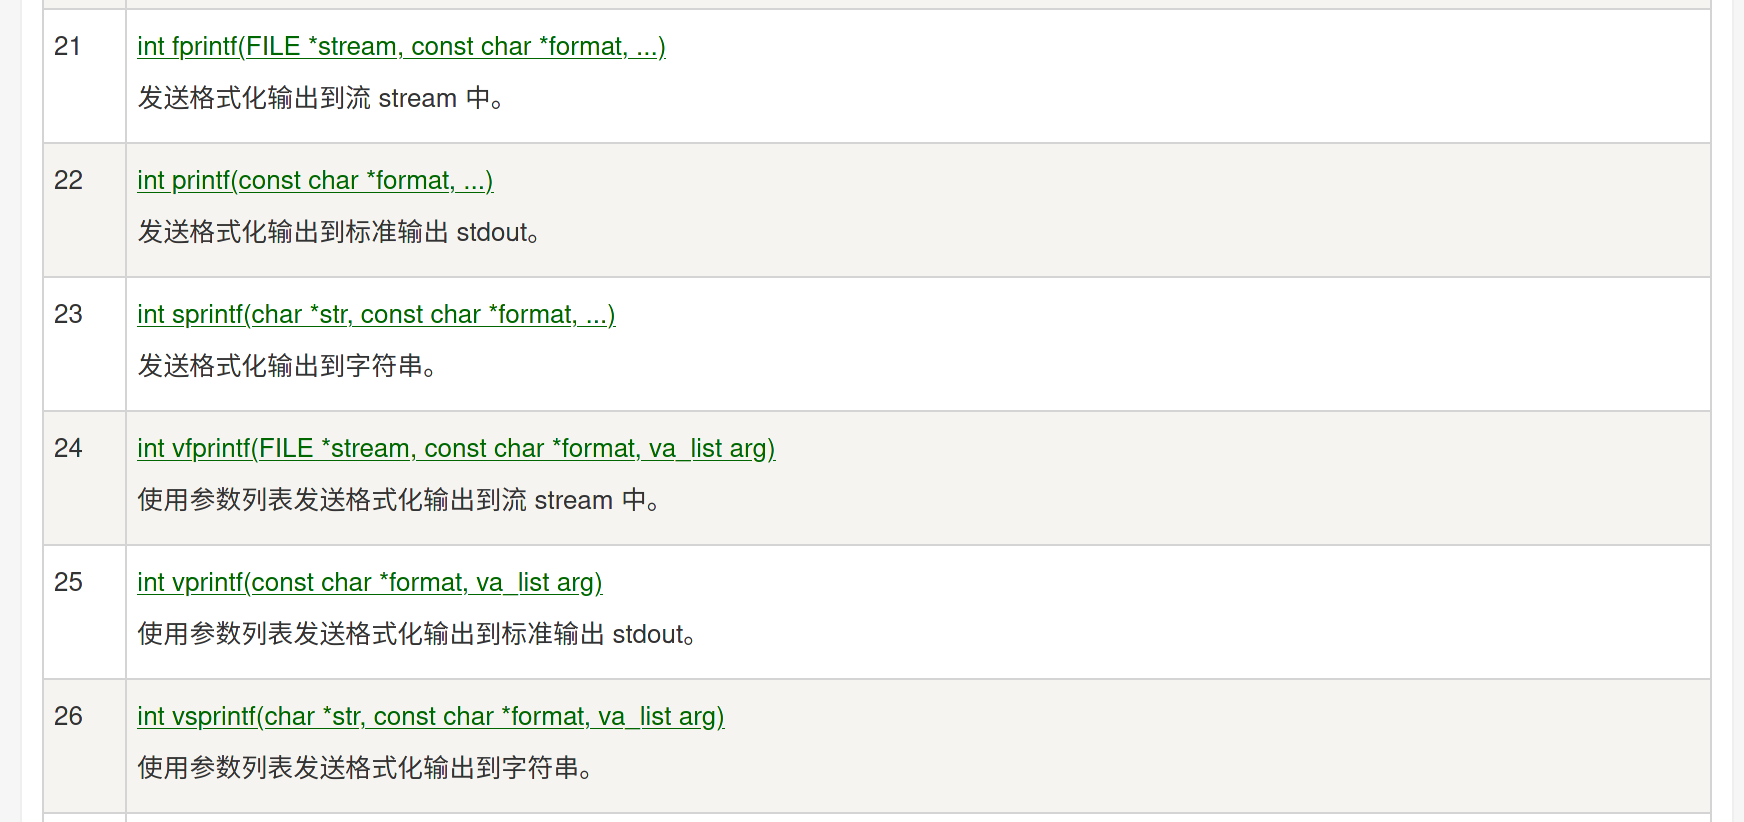 21
int fprintf(FILE *stream, const char *format, ...)
发送格式化输出到流 stream 中。
22
int printf(const char *format, ...)
发送格式化输出到标准输出 stdout。
23
int sprintf(char *str, const char *format, ...)
发送格式化输出到字符串。
24
int vfprintf(FILE *stream, const char *format, va_list arg)
使用参数列表发送格式化输出到流 stream 中。
25
int vprintf(const char *format, va_list arg)
使用参数列表发送格式化输出到标准输出 stdout。
26
int vsprintf(char *str, const char *format, va_list arg)
使用参数列表发送格式化输出到字符串。